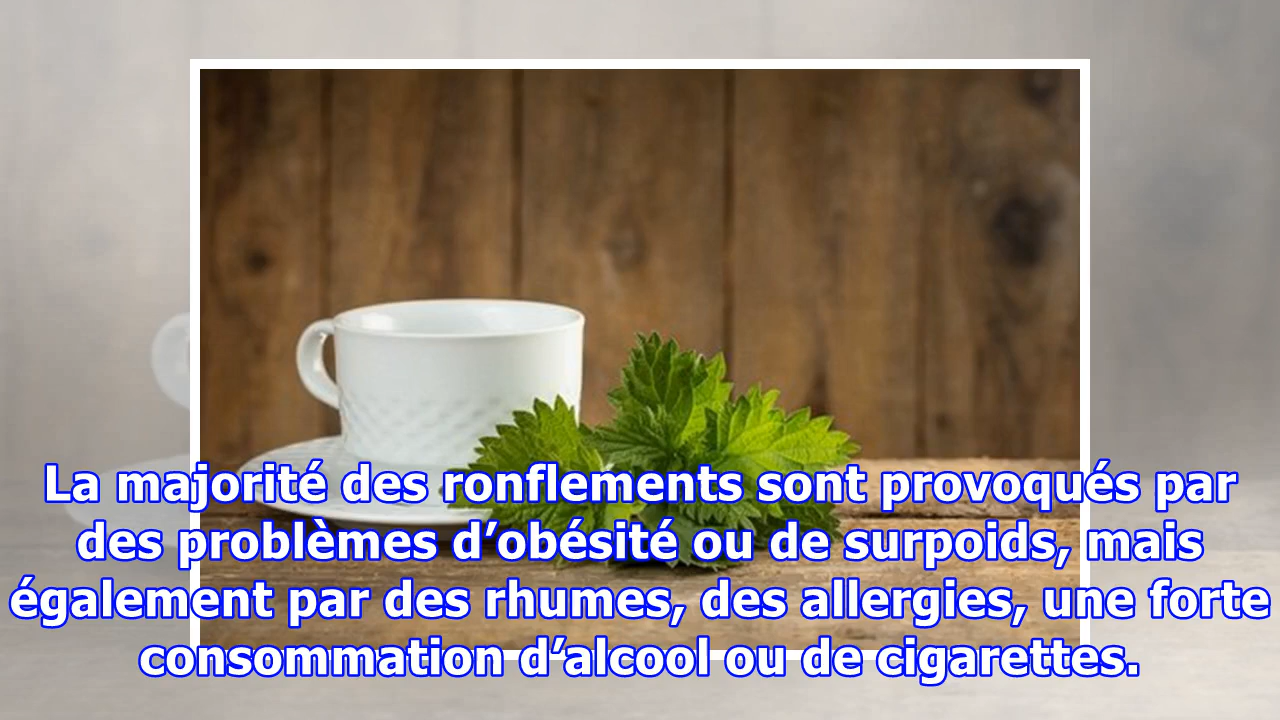 La majorité des ronflements sont provoqués par
des problèmes d’obésité ou de surpoids, mais
également par des rhumes, des allergies, une forte
consommation d’alcool ou de cigarettes.